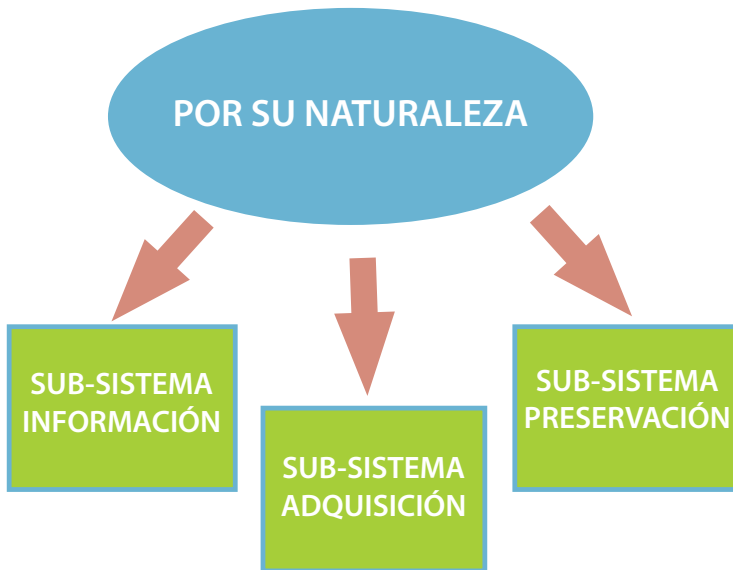 POR SU NATURALEZA
SUB-SISTEMA
INFORMACIÓN
SUB-SISTEMA
ADQUISICIÓN
SUB-SISTEMA
PRESERVACIÓN